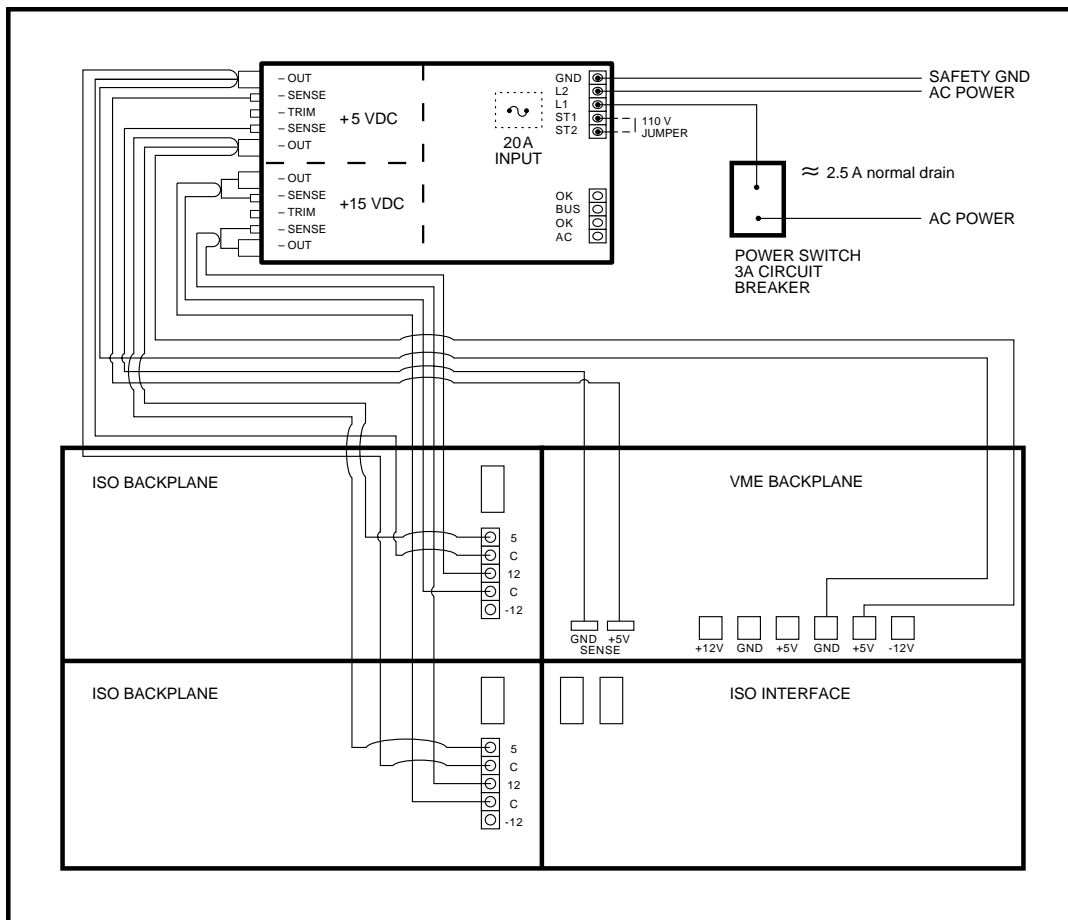 – OUT
– SENSE
– TRIM
– SENSE
– OUT
+5 VDC
– OUT
– SENSE
– TRIM
– SENSE
– OUT
+15 VDC
20A
INPUT
GND
L2
L1
ST1
ST2
110 V
JUMPER
OK
BUS
OK
AC
SAFETY GND
AC POWER
≈ 2.5 A normal drain
AC POWER
POWER SWITCH
3A CIRCUIT
BREAKER
ISO BACKPLANE
5
C
12
C
-12
VME BACKPLANE
GND +5V
SENSE
+12V GND +5V GND +5V -12V
ISO BACKPLANE
5
C
12
C
-12
ISO INTERFACE